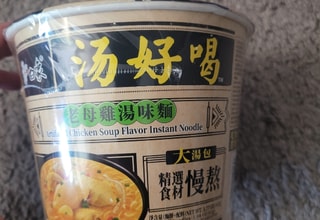 汤好喝
老母雞湯味麵
Chicken Soup Flavor Instant Noodle
大湯包
精選
食材
慢熬